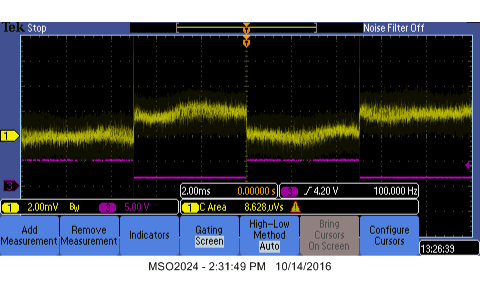 Tek Stop
Noise Filter Off
1
3
2.00ms 0.00000 s 3 4.20 V 100.000 Hz
1 2.00mV BW 3 5.00 V 1 C Area 8.628µVs
Add Measurement
Remove Measurement
Indicators
Gating Screen
High-Low Method Auto
Bring Cursors On Screen
Configure Cursors
13:26:39
MSO2024 - 2:31:49 PM 10/14/2016